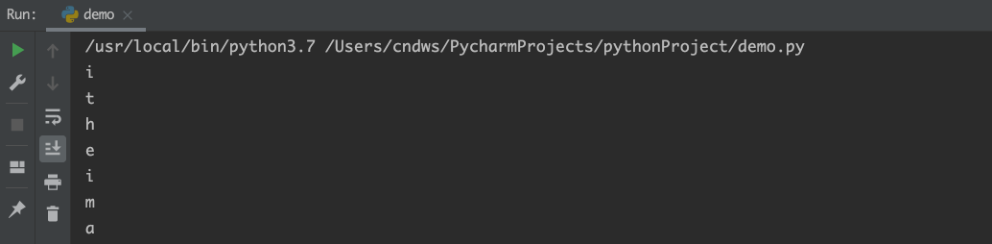 Run: demo
/usr/local/bin/python3.7 /Users/cndws/PycharmProjects/pythonProject/demo.py
i
t
h
e
i
m
a